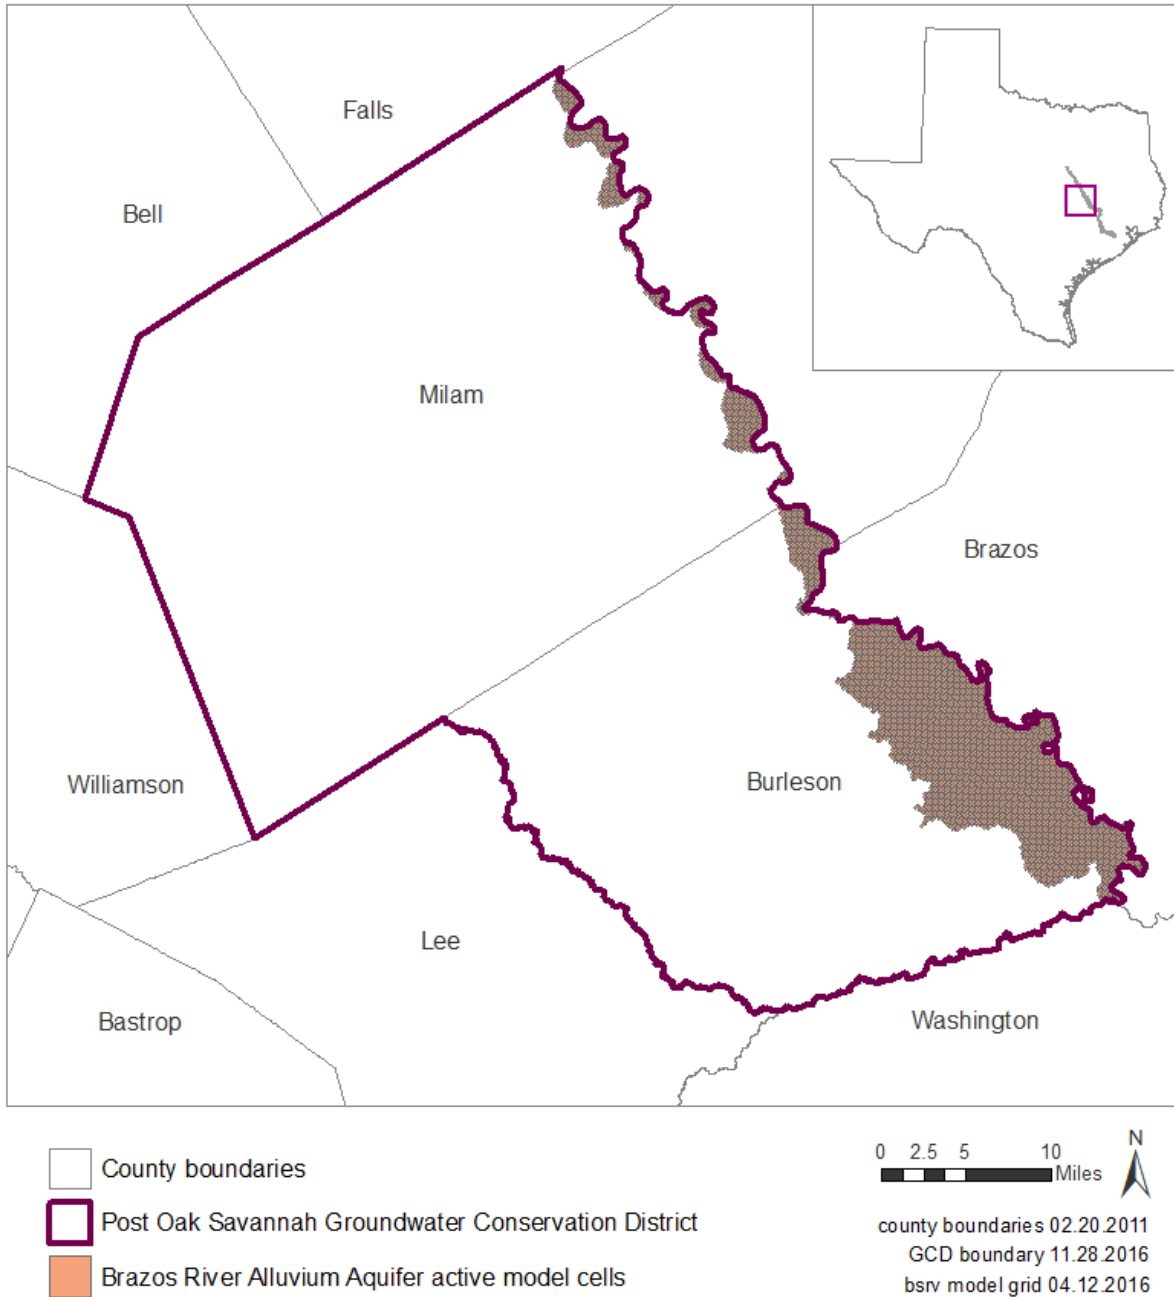 Falls
Bell
Milam
Brazos
Williamson
Burleson
Lee
Bastrop
Washington
County boundaries
Post Oak Savannah Groundwater Conservation District
Brazos River Alluvium Aquifer active model cells
0 2.5 5 10
Miles
N
county boundaries 02.20.2011
GCD boundary 11.28.2016
bsrv model grid 04.12.2016